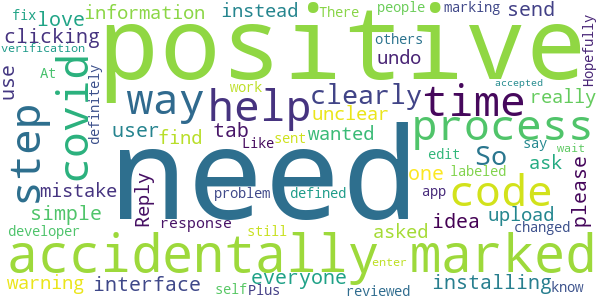 fix love information instead There people marking send
clicking positive Hopefully
verification others undo
At use definitely covid way help clearly time really
step user find tab unclear wanted process
work Like sent So say accepted wait
mistake Reply problem defined one edit code ask please
simple response app labeled idea upload
developer still asked changed
need
accidentally marked
enter
warning interface everyone installing know
self Plus reviewed developer